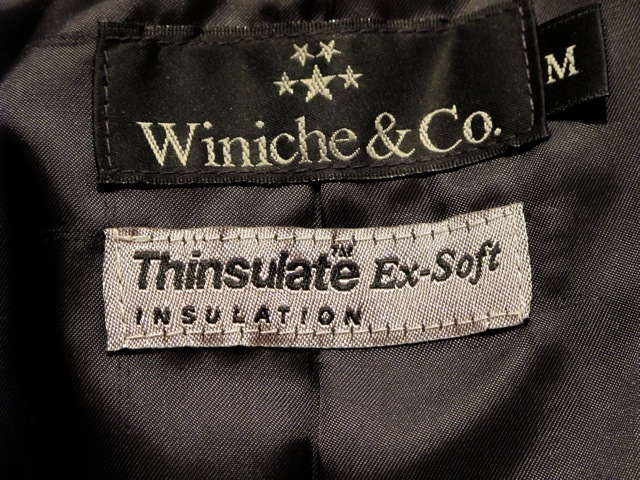 Winiche & Co.
M
Thinsulate™ Ex-Soft
INSULATION